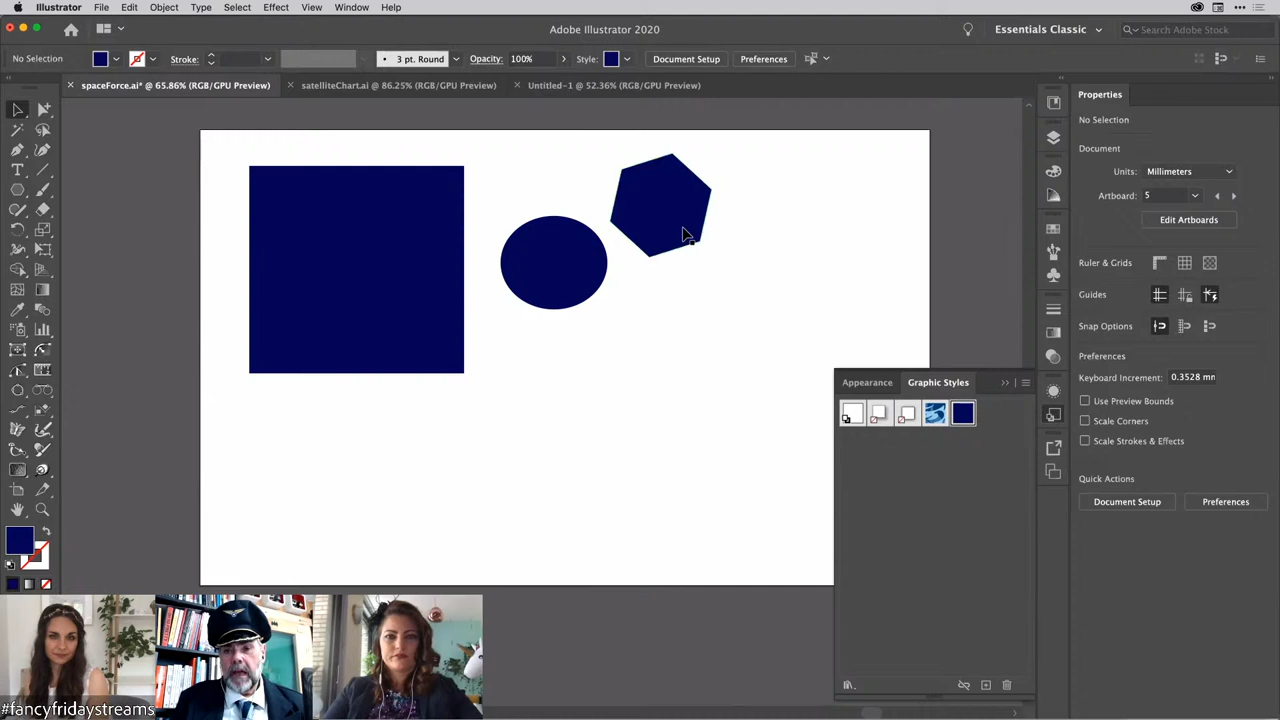 Illustrator File Edit Object Type Select Effect View Window Help
Adobe Illustrator 2020
Essentials Classic
Search Adobe Stock
No Selection
Stroke:
3 pt. Round
Opacity: 100%
Style:
Document Setup
Preferences
spaceForce.ai* @ 65.86% (RGB/GPU Preview)
satelliteChart.ai @ 86.25% (RGB/GPU Preview)
Untitled-1 @ 52.36% (RGB/GPU Preview)
Properties
No Selection
Document
Units: Millimeters
Artboard: 5
Edit Artboards
Ruler & Grids
Guides
Snap Options
Preferences
Keyboard Increment: 0.3528 mm
Use Preview Bounds
Scale Corners
Scale Strokes & Effects
Quick Actions
Document Setup
Preferences
Appearance
Graphic Styles
#fancyfridaystreams